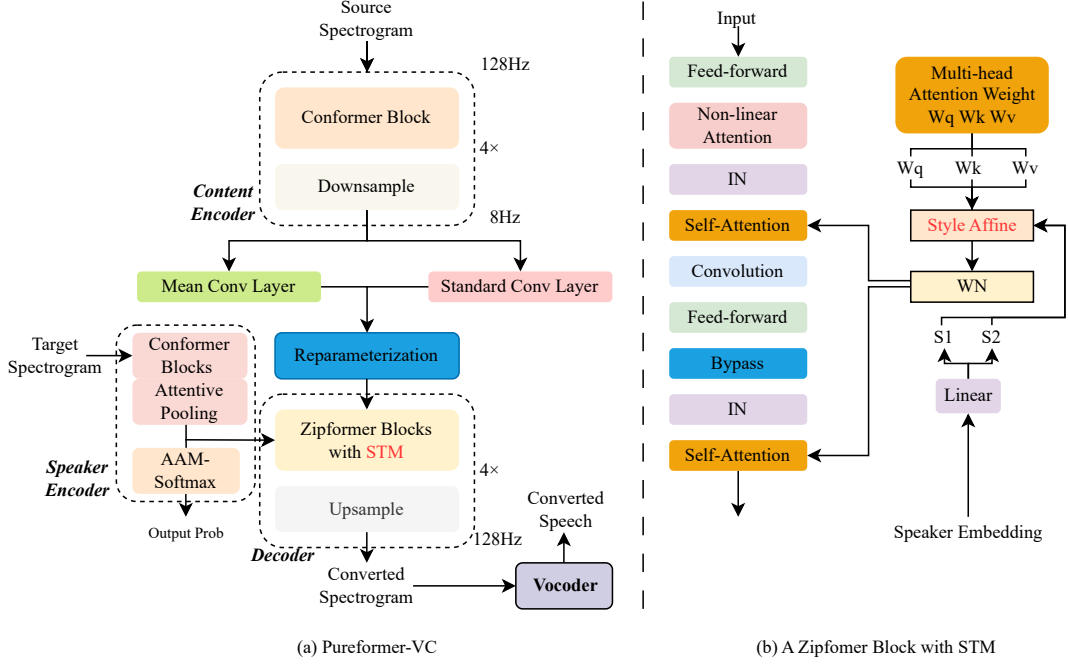 Source
Spectrogram
128Hz
Conformer Block
4×
Downsample
Content
Encoder
8Hz
Mean Conv Layer
Standard Conv Layer
Target
Spectrogram
Conformer
Blocks
Attentive
Pooling
AAM-
Softmax
Speaker
Encoder
Output Prob
Reparameterization
Zipformer Blocks
with STM
4×
Upsample
128Hz
Decoder
Converted
Spectrogram
Converted
Speech
Vocoder
(a) Pureformer-VC
Input
Feed-forward
Non-linear
Attention
IN
Self-Attention
Convolution
Feed-forward
Bypass
IN
Self-Attention
Multi-head
Attention Weight
Wq Wk Wv
Wq Wk Wv
Style Affine
WN
S1 S2
Linear
Speaker Embedding
(b) A Zipfomer Block with STM